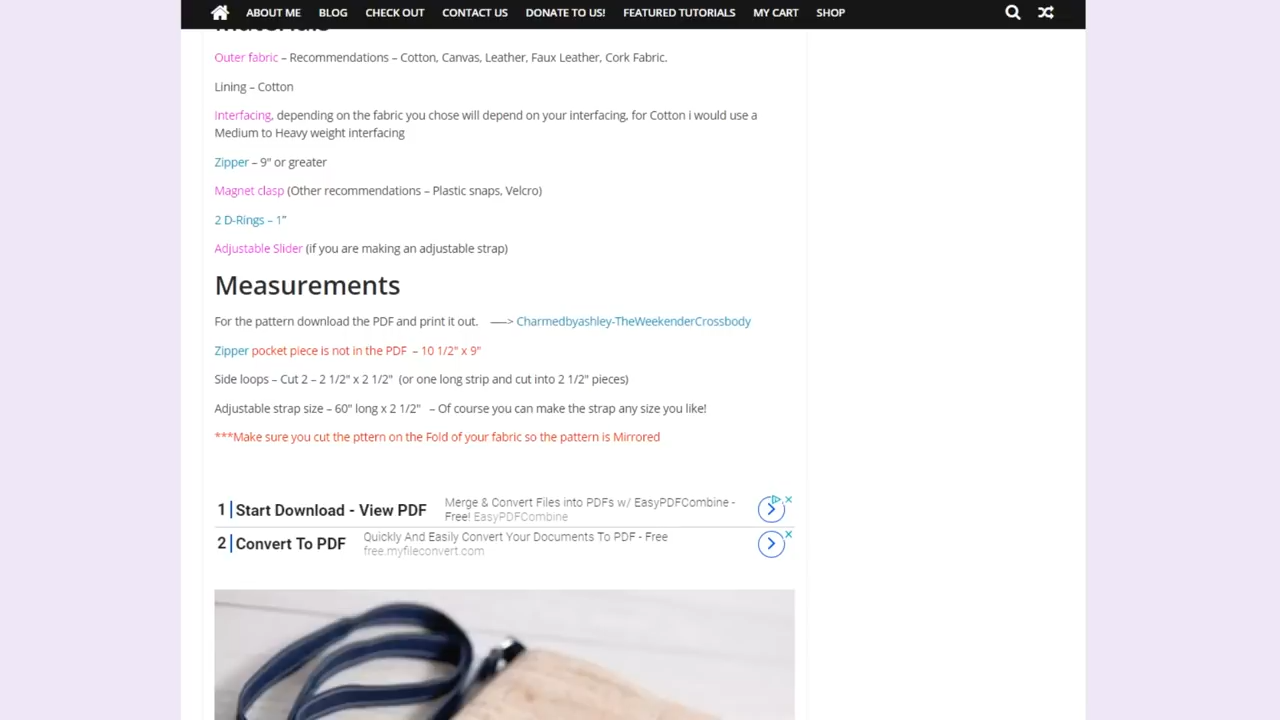 ABOUT ME BLOG CHECK OUT CONTACT US DONATE TO US! FEATURED TUTORIALS MY CART SHOP
Materials
Outer fabric – Recommendations – Cotton, Canvas, Leather, Faux Leather, Cork Fabric.
Lining – Cotton
Interfacing, depending on the fabric you chose will depend on your interfacing, for Cotton i would use a
Medium to Heavy weight interfacing
Zipper – 9" or greater
Magnet clasp (Other recommendations – Plastic snaps, Velcro)
2 D-Rings – 1"
Adjustable Slider (if you are making an adjustable strap)
Measurements
For the pattern download the PDF and print it out. —–> Charmedbyashley-TheWeekenderCrossbody
Zipper pocket piece is not in the PDF – 10 1/2" x 9"
Side loops – Cut 2 – 2 1/2" x 2 1/2" (or one long strip and cut into 2 1/2" pieces)
Adjustable strap size – 60" long x 2 1/2" – Of course you can make the strap any size you like!
***Make sure you cut the pttern on the Fold of your fabric so the pattern is Mirrored
1 Start Download - View PDF Merge & Convert Files into PDFs w/ EasyPDFCombine -
Free! EasyPDFCombine
2 Convert To PDF Quickly And Easily Convert Your Documents To PDF - Free
free.myfileconvert.com